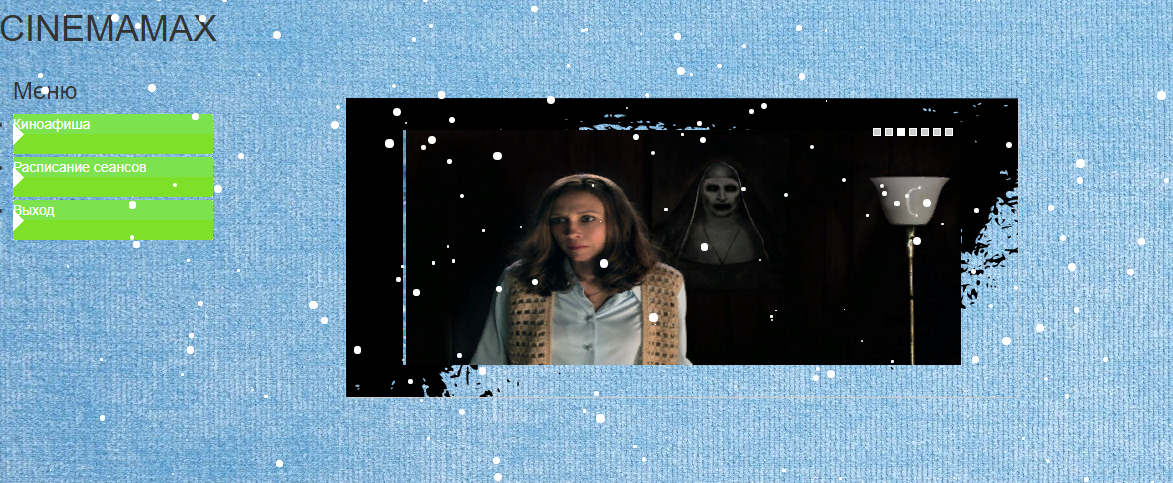 CINEMAMAX
Меню
Киноафиша
Расписание сеансов
Выход